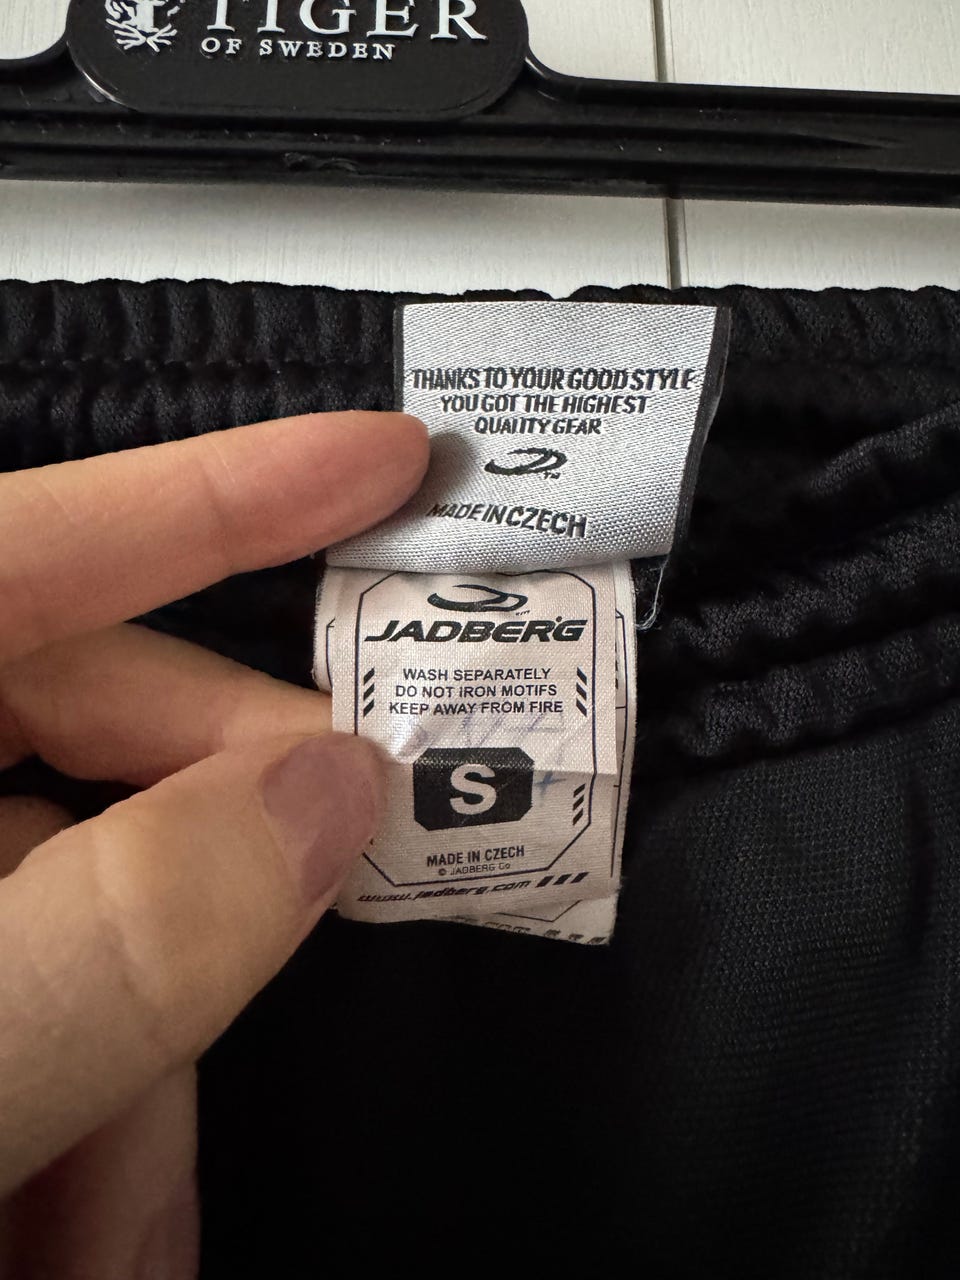 TIGER
OF SWEDEN
THANKS TO YOUR GOOD STYLE
YOU GOT THE HIGHEST
QUALITY GEAR
TM
MADE IN CZECH
JADBERG
WASH SEPARATELY
DO NOT IRON MOTIFS
KEEP AWAY FROM FIRE
S
MADE IN CZECH
© JADBERG Co
www.jadberg.com